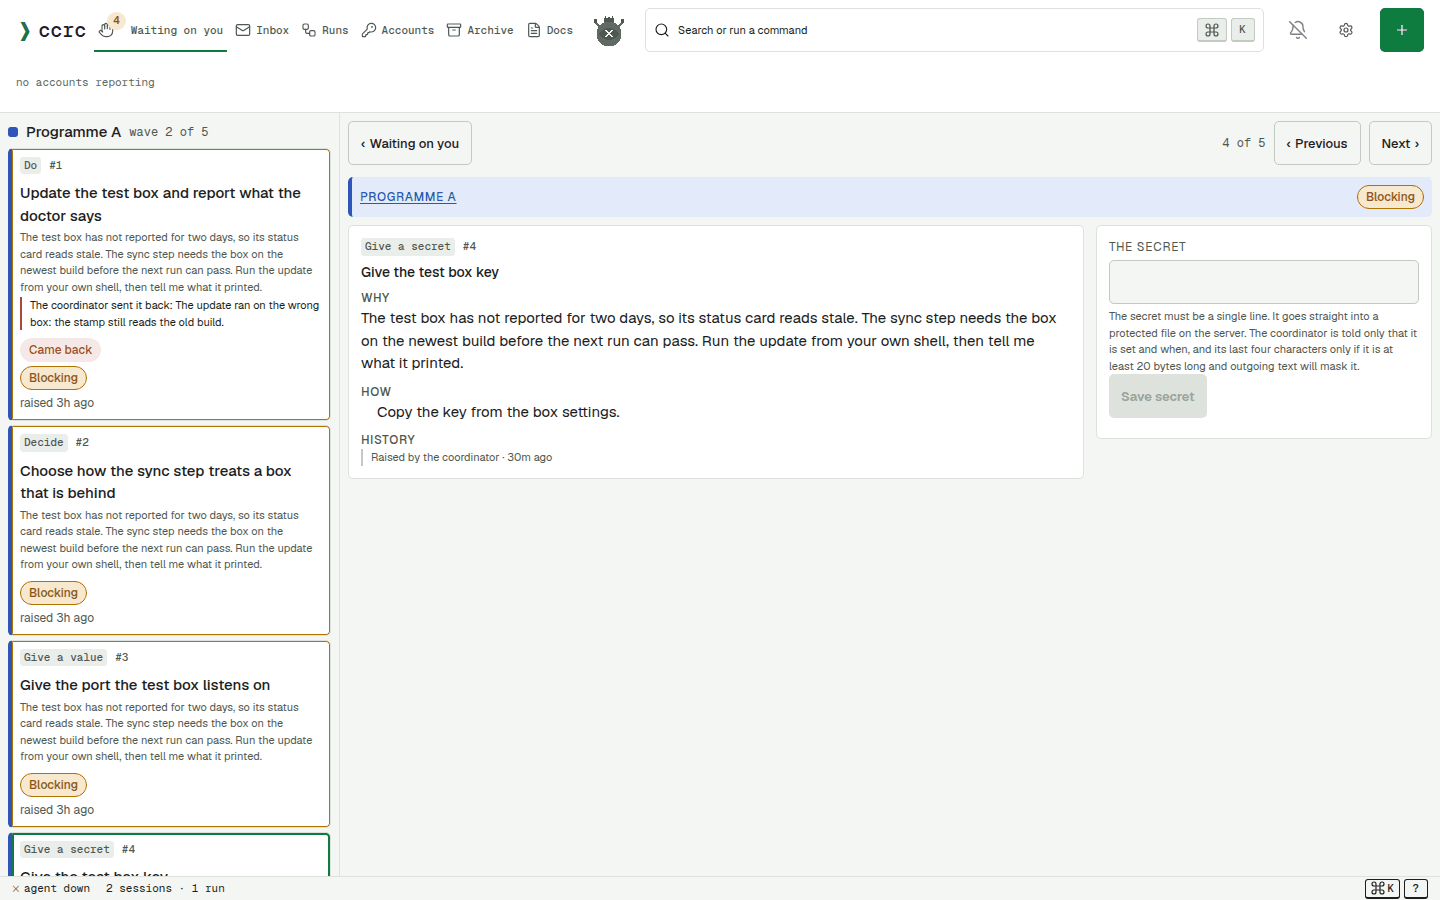 ❯ ccrc
4
Waiting on you
Inbox
Runs
Accounts
Archive
Docs
Search or run a command
⌘ K
+
no accounts reporting
Programme A wave 2 of 5
Do #1
Update the test box and report what the
doctor says
The test box has not reported for two days, so its status
card reads stale. The sync step needs the box on the
newest build before the next run can pass. Run the update
from your own shell, then tell me what it printed.
The coordinator sent it back: The update ran on the wrong
box: the stamp still reads the old build.
Came back
Blocking
raised 3h ago
Decide #2
Choose how the sync step treats a box
that is behind
The test box has not reported for two days, so its status
card reads stale. The sync step needs the box on the
newest build before the next run can pass. Run the update
from your own shell, then tell me what it printed.
Blocking
raised 3h ago
Give a value #3
Give the port the test box listens on
The test box has not reported for two days, so its status
card reads stale. The sync step needs the box on the
newest build before the next run can pass. Run the update
from your own shell, then tell me what it printed.
Blocking
raised 3h ago
Give a secret #4
Give the test box key
‹ Waiting on you
4 of 5
‹ Previous
Next ›
PROGRAMME A
Blocking
Give a secret #4
Give the test box key
WHY
The test box has not reported for two days, so its status card reads stale. The sync step needs the box
on the newest build before the next run can pass. Run the update from your own shell, then tell me
what it printed.
HOW
Copy the key from the box settings.
HISTORY
Raised by the coordinator · 30m ago
THE SECRET
The secret must be a single line. It goes straight into a
protected file on the server. The coordinator is told only that it
is set and when, and its last four characters only if it is at
least 20 bytes long and outgoing text will mask it.
Save secret
× agent down 2 sessions · 1 run
⌘K ?